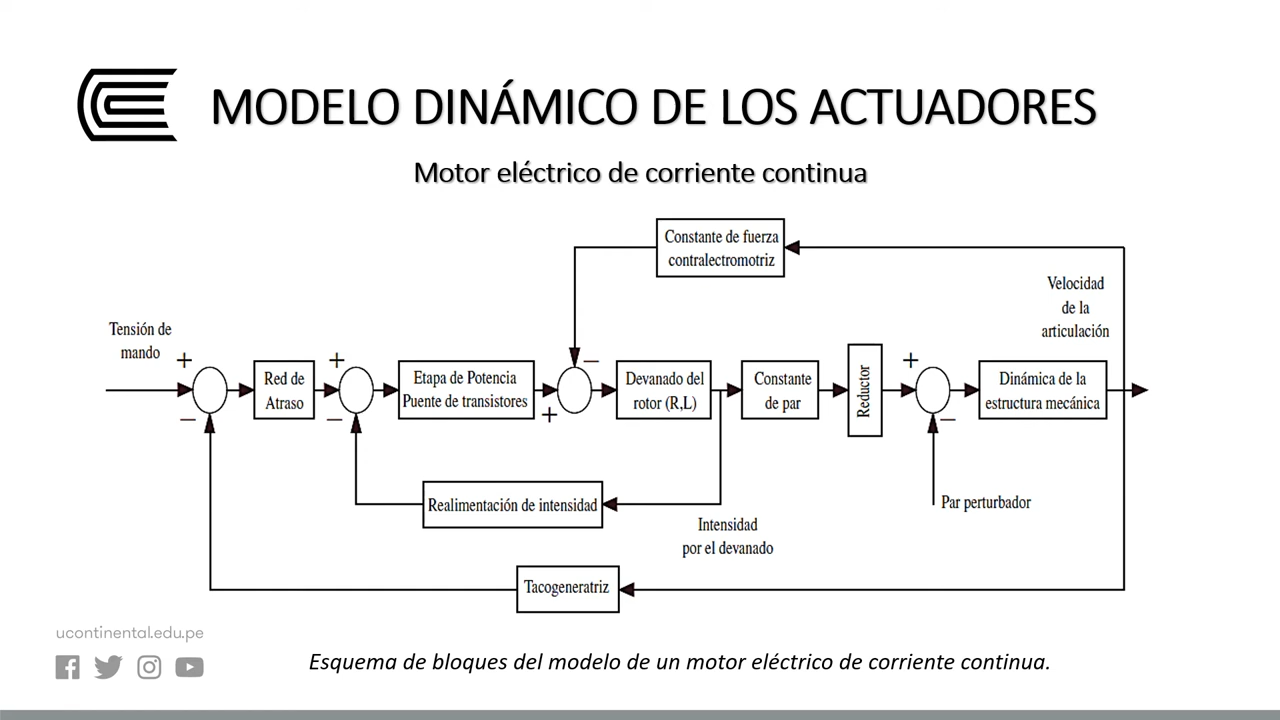 MODELO DINÁMICO DE LOS ACTUADORES
Motor eléctrico de corriente continua
Constante de fuerza
contralectromotriz
Velocidad
de la
articulación
Tensión de
mando
+
−
Red de
Atraso
+
−
Etapa de Potencia
Puente de transistores
−
+
Devanado del
rotor (R,L)
Constante
de par
Reductor
+
−
Dinámica de la
estructura mecánica
Realimentación de intensidad
Par perturbador
Intensidad
por el devanado
Tacogeneratriz
ucontinental.edu.pe
Esquema de bloques del modelo de un motor eléctrico de corriente continua.